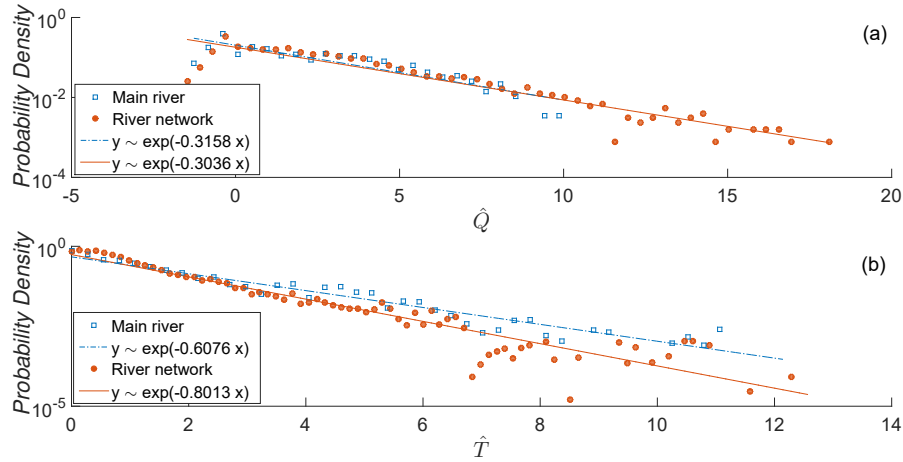 10^0
10^-2
10^-4
Probability Density
(a)
Main river
River network
y ∼ exp(-0.3158 x)
y ∼ exp(-0.3036 x)
-5 0 5 10 15 20
Q̂
10^0
10^-5
Probability Density
(b)
Main river
y ∼ exp(-0.6076 x)
River network
y ∼ exp(-0.8013 x)
0 2 4 6 8 10 12 14
T̂